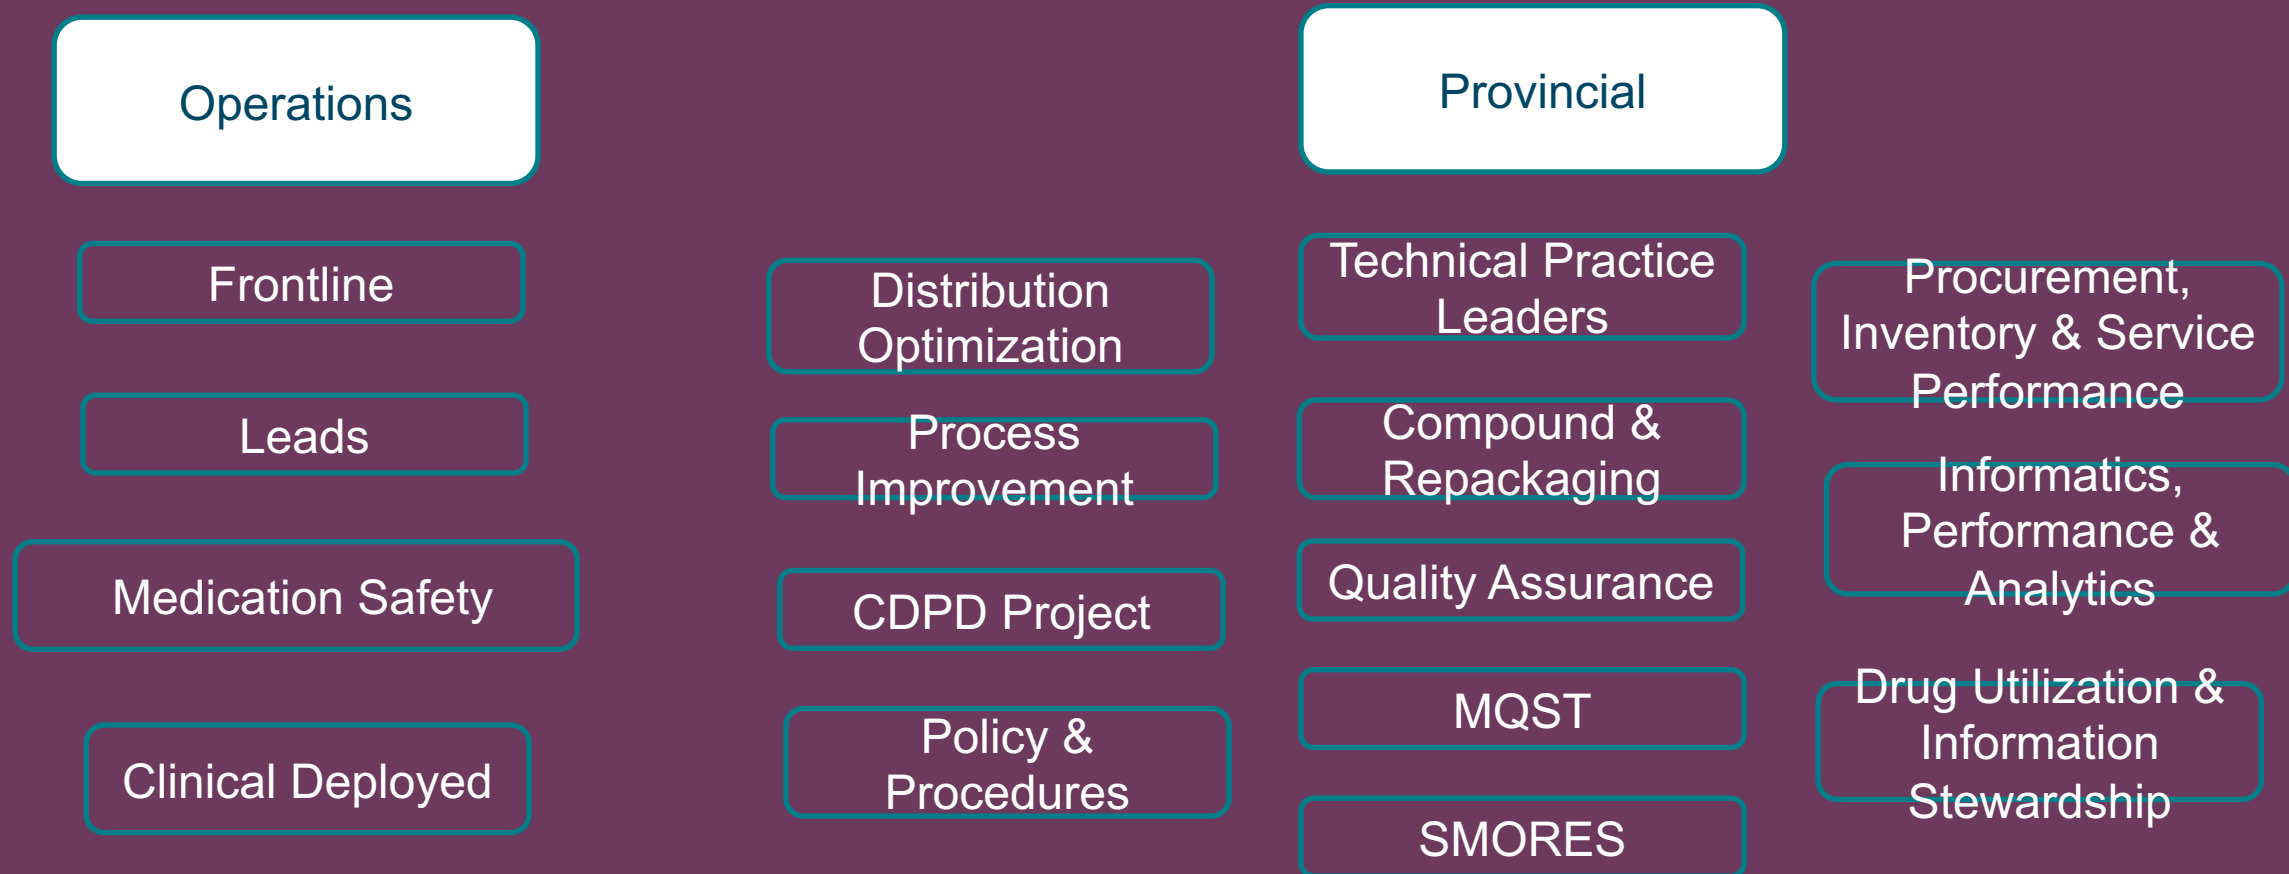 Operations
Frontline
Leads
Medication Safety
Clinical Deployed
Provincial
Distribution
Optimization
Process
Improvement
CDPD Project
Policy &
Procedures
Technical Practice
Leaders
Compound &
Repackaging
Quality Assurance
MQST
SMORES
Procurement,
Inventory & Service
Performance
Informatics,
Performance &
Analytics
Drug Utilization &
Information
Stewardship